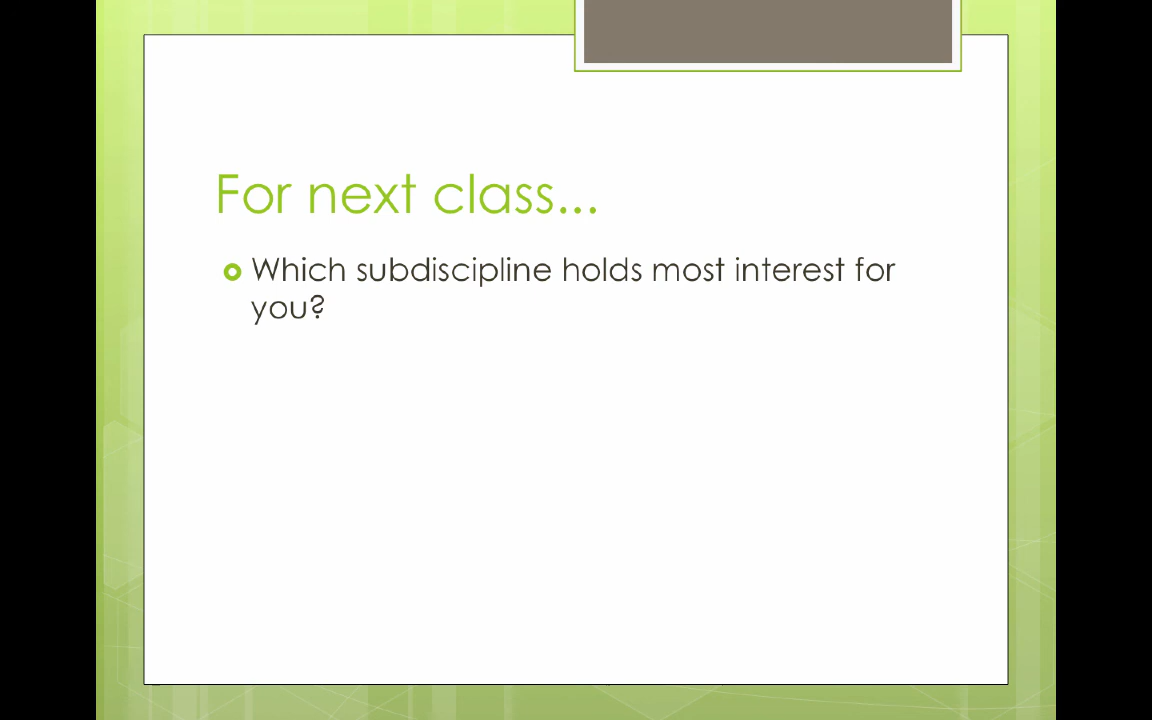 For next class...
Which subdiscipline holds most interest for
you?